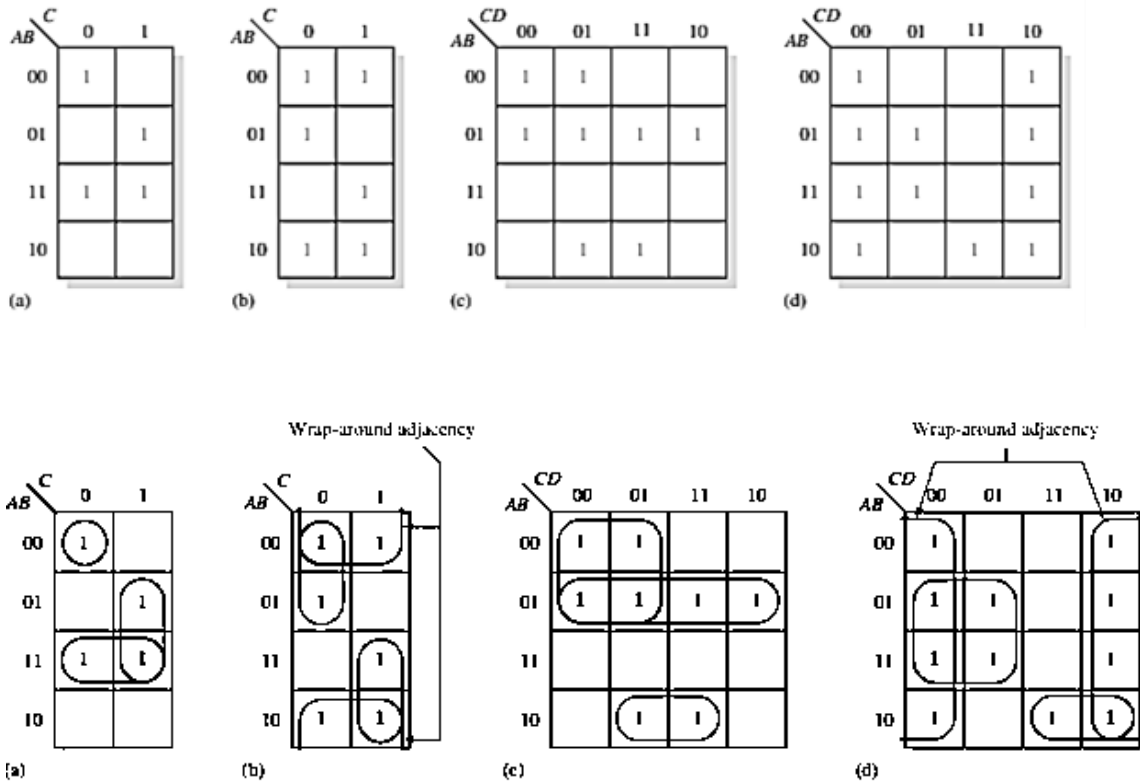 C C CD CD
AB 0 1 AB 0 1 AB 00 01 11 10 AB 00 01 11 10
00 1 00 1 1 00 1 1 00 1 1
01 1 01 1 01 1 1 1 1 01 1 1 1
11 1 1 11 1 11 11 1 1 1
10 10 1 1 10 1 1 10 1 1 1
(a) (b) (c) (d)
Wrap-around adjacency Wrap-around adjacency
C C CD CD
AB 0 1 AB 0 1 AB 00 01 11 10 AB 00 01 11 10
00 1 00 1 1 00 1 1 00 1 1
01 1 01 1 01 1 1 1 1 01 1 1 1
11 1 1 11 1 11 11 1 1 1
10 10 1 1 10 1 1 10 1 1 1
(a) (b) (c) (d)